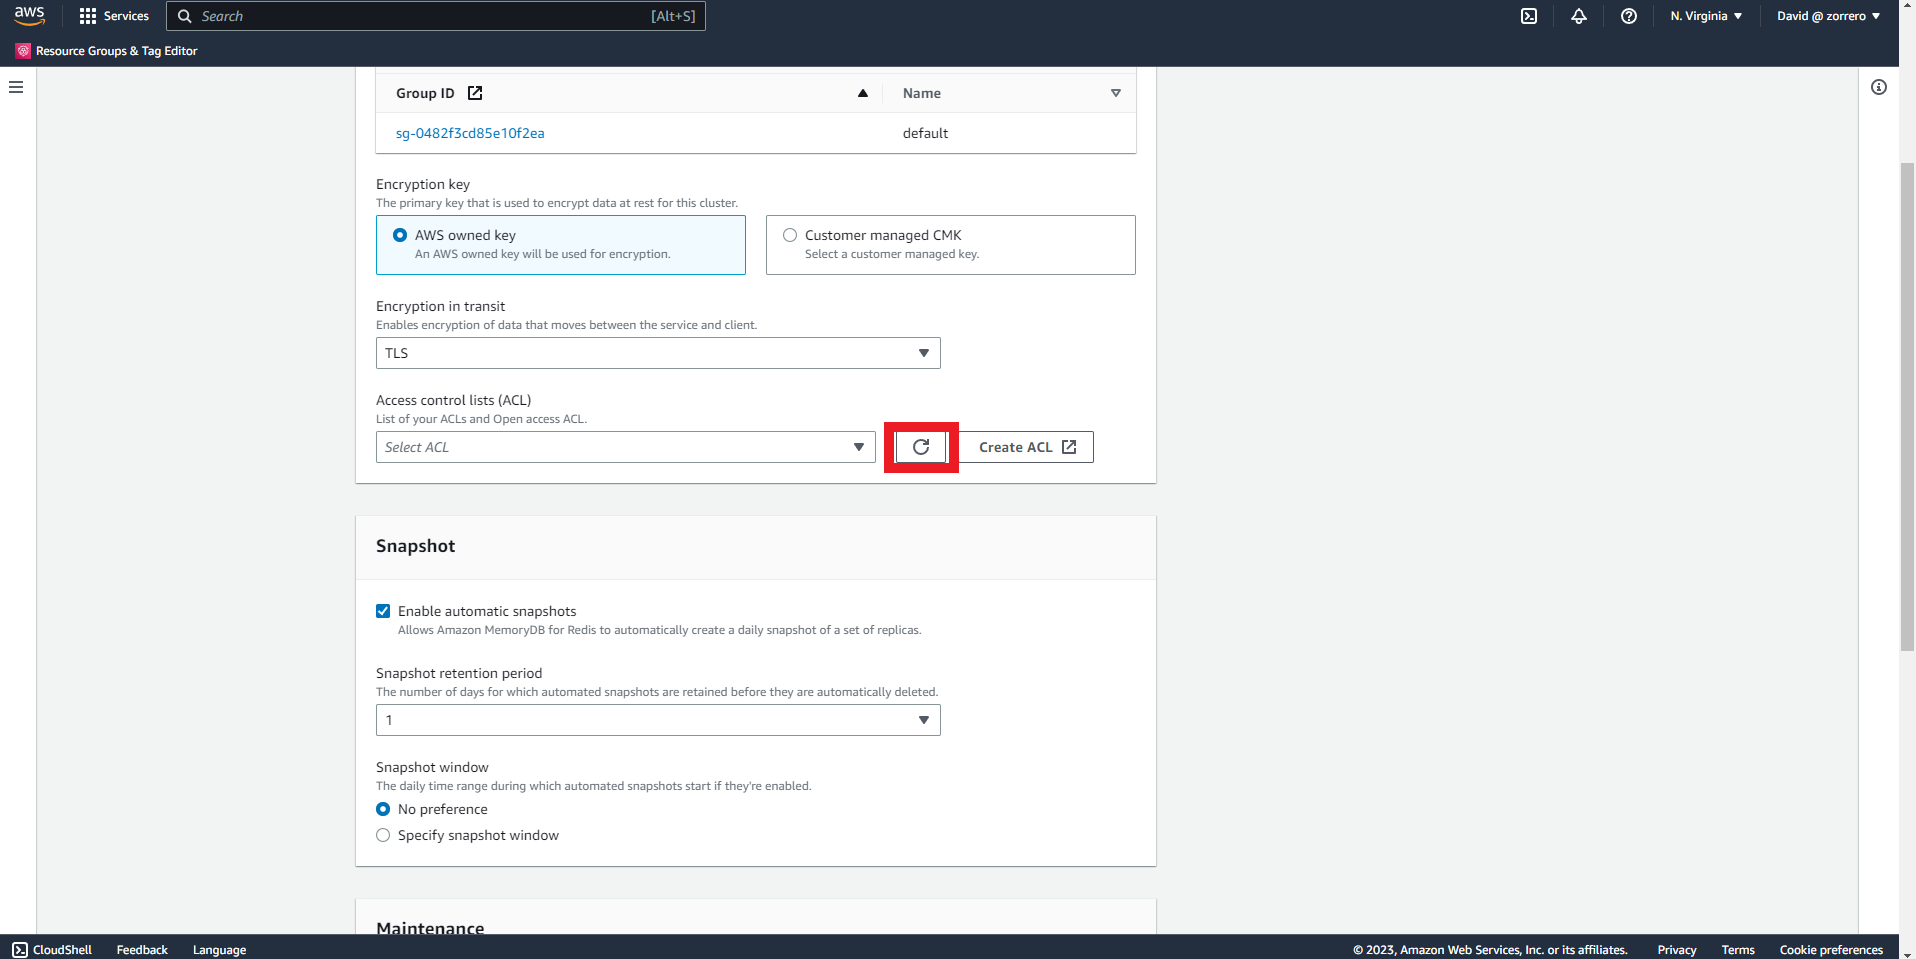 aws
Services
Search
[Alt+S]
N. Virginia
David @ zorrero
Resource Groups & Tag Editor
Group ID
Name
sg-0482f3cd85e10f2ea
default
Encryption key
The primary key that is used to encrypt data at rest for this cluster.
AWS owned key
An AWS owned key will be used for encryption.
Customer managed CMK
Select a customer managed key.
Encryption in transit
Enables encryption of data that moves between the service and client.
TLS
Access control lists (ACL)
List of your ACLs and Open access ACL.
Select ACL
Create ACL
Snapshot
Enable automatic snapshots
Allows Amazon MemoryDB for Redis to automatically create a daily snapshot of a set of replicas.
Snapshot retention period
The number of days for which automated snapshots are retained before they are automatically deleted.
1
Snapshot window
The daily time range during which automated snapshots start if they're enabled.
No preference
Specify snapshot window
Maintenance
CloudShell
Feedback
Language
© 2023, Amazon Web Services, Inc. or its affiliates.
Privacy
Terms
Cookie preferences